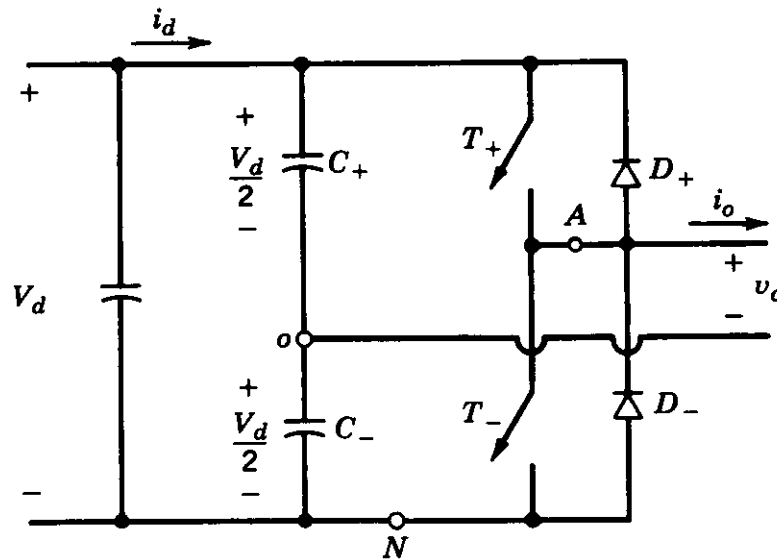 i_d
+
+
V_d/2
−
C_+
T_+
D_+
A
i_o
+
v_o
−
V_d
o
+
V_d/2
−
C_-
T_-
D_-
−
N